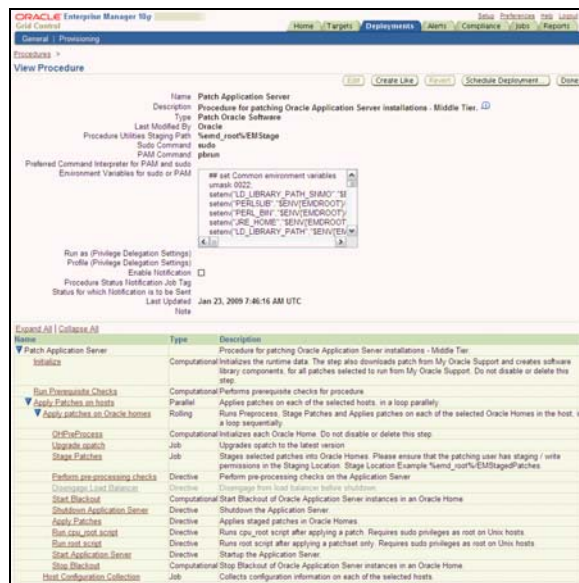 ORACLE Enterprise Manager 10g
Grid Control
Setup Preferences Help Logout
Home Targets Deployments Alerts Compliance Jobs Reports
General | Provisioning
Procedures >
View Procedure
Edit Create Like Revert Schedule Deployment... Done
Name Patch Application Server
Description Procedure for patching Oracle Application Server installations - Middle Tier.
Type Patch Oracle Software
Last Modified By Oracle
Procedure Utilities Staging Path %emd_root%/EMStage
Sudo Command sudo
PAM Command pbrun
Preferred Command Interpreter for PAM and sudo
Environment Variables for sudo or PAM
## set Common environment variables
umask 0022;
setenv("LD_LIBRARY_PATH_SNMO","$E
setenv("PERL5LIB","$ENV{EMDROOT}/
setenv("PERL_BIN","$ENV{EMDROOT}/
setenv("JRE_HOME","$ENV{EMDROOT
setenv("LD_LIBRARY_PATH","$ENV{EM
Run as (Privilege Delegation Settings)
Profile (Privilege Delegation Settings)
Enable Notification
Procedure Status Notification Job Tag
Status for which Notification is to be Sent
Last Updated Jan 23, 2009 7:46:16 AM UTC
Note
Expand All | Collapse All
Name Type Description
Patch Application Server Procedure for patching Oracle Application Server installations - Middle Tier.
Initialize Computational Initializes the runtime data. The step also downloads patch from My Oracle Support and creates software
library components, for all patches selected to run from My Oracle Support. Do not disable or delete this
step.
Run Prerequisite Checks Computational Performs prerequisite checks for procedure
Apply Patches on hosts Parallel Applies patches on each of the selected hosts, in a loop parallely
Apply patches on Oracle homes Rolling Runs Preprocess, Stage Patches and Applies patches on each of the selected Oracle Homes in the host, in
a loop sequentially
OHPreProcess Computational Initializes each Oracle Home. Do not disable or delete this step.
Upgrade opatch Job Upgrades opatch to the latest version
Stage Patches Job Stages selected patches into Oracle Homes. Please ensure that the patching user has staging / write
permissions in the Staging Location. Stage Location Example %emd_root%/EMStagedPatches.
Perform pre-processing checks Directive Perform pre-processing checks on the Application Server
Disengage Load Balancer Directive Disengage from load balancer before shutdown.
Start Blackout Computational Start Blackout of Oracle Application Server instances in an Oracle Home.
Shutdown Application Server Directive Shutdown the Application Server.
Apply Patches Directive Applies staged patches in Oracle Homes.
Run cpu_root script Directive Runs cpu_root script after applying a patch. Requires sudo privileges as root on Unix hosts.
Run root script Directive Runs root script after applying a patchset only. Requires sudo privileges as root on Unix hosts.
Start Application Server Directive Startup the Application Server.
Stop Blackout Computational Stop Blackout of Oracle Application Server instances in an Oracle Home.
Host Configuration Collection Job Collects configuration information on each of the selected hosts.